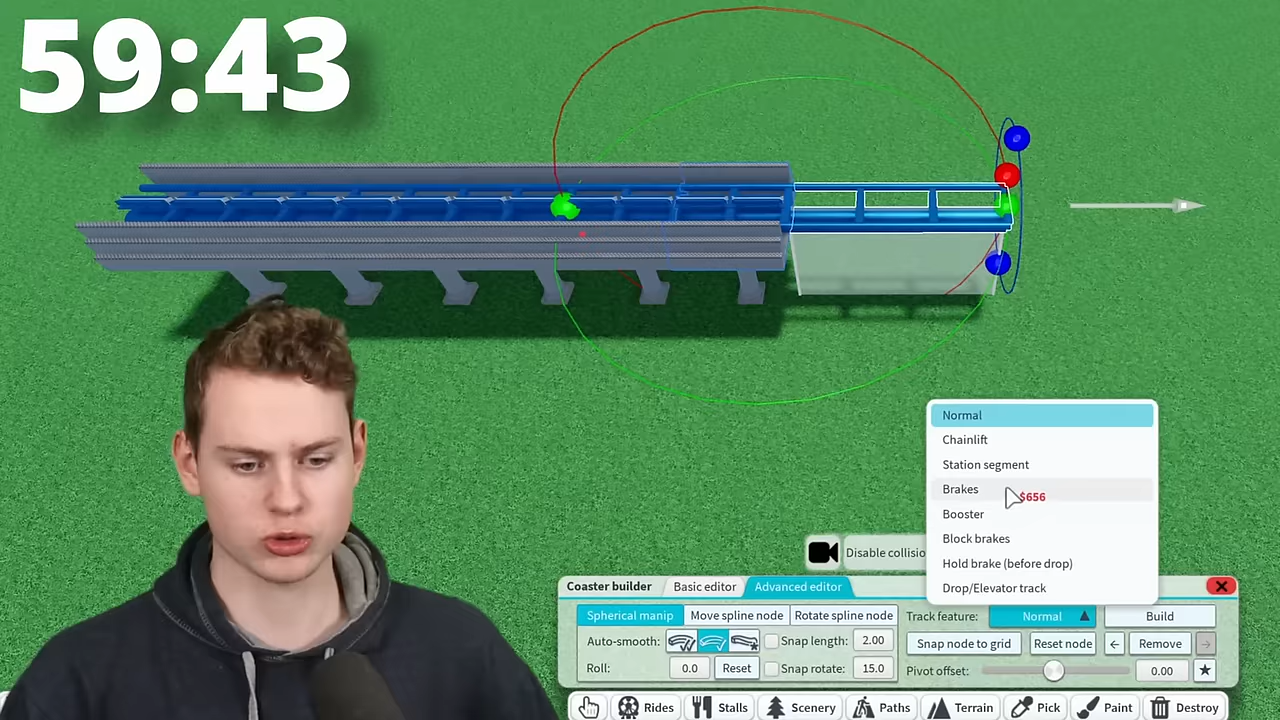 59:43
Normal
Chainlift
Station segment
Brakes
$656
Booster
Block brakes
Hold brake (before drop)
Drop/Elevator track
Disable collisio
Coaster builder Basic editor Advanced editor
Spherical manip Move spline node Rotate spline node Track feature: Normal Build
Auto-smooth: Snap length: 2.00 Snap node to grid Reset node Remove
Roll: 0.0 Reset Snap rotate: 15.0 Pivot offset: 0.00
Rides Stalls Scenery Paths Terrain Pick Paint Destroy